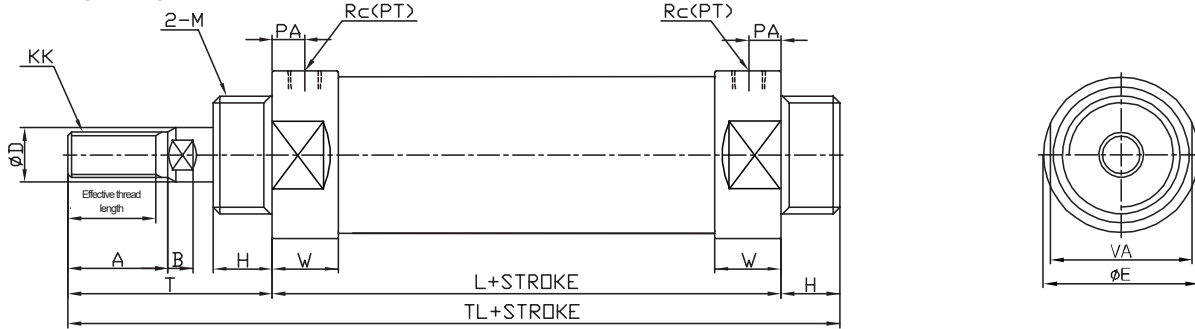 2-M
PA
Rc(PT)
Rc(PT)
PA
KK
øD
Effective thread
length
A
B
H
W
W
T
L+STROKE
H
TL+STROKE
VA
øE